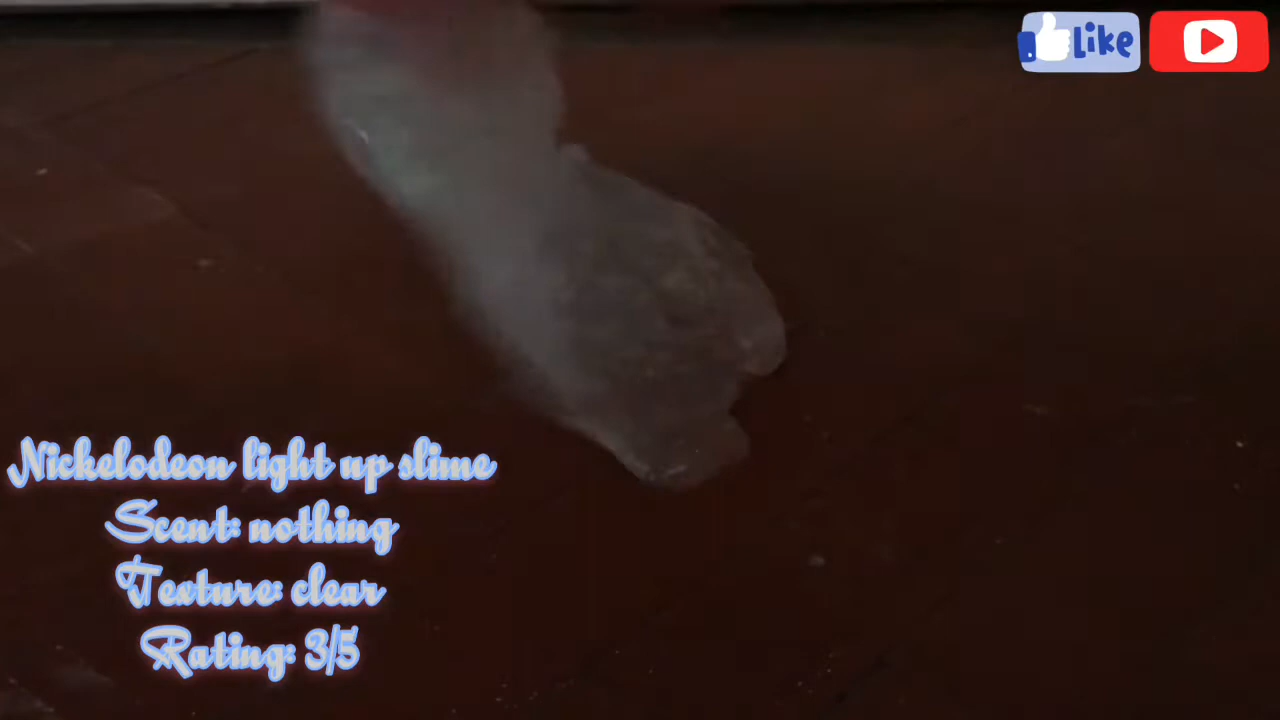 Like
Nickelodeon light up slime
Scent: nothing
Texture: clear
Rating: 3/5